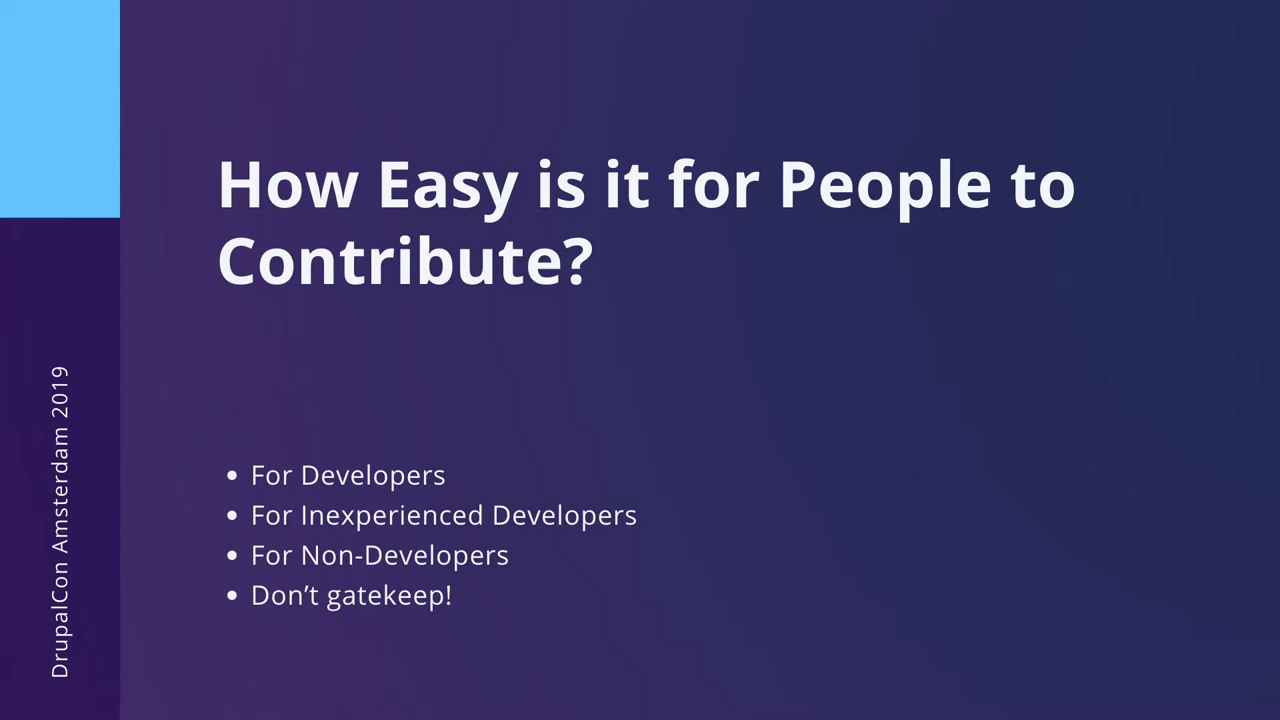 How Easy is it for People to
Contribute?
• For Developers
• For Inexperienced Developers
• For Non-Developers
• Don’t gatekeep!
DrupalCon Amsterdam 2019